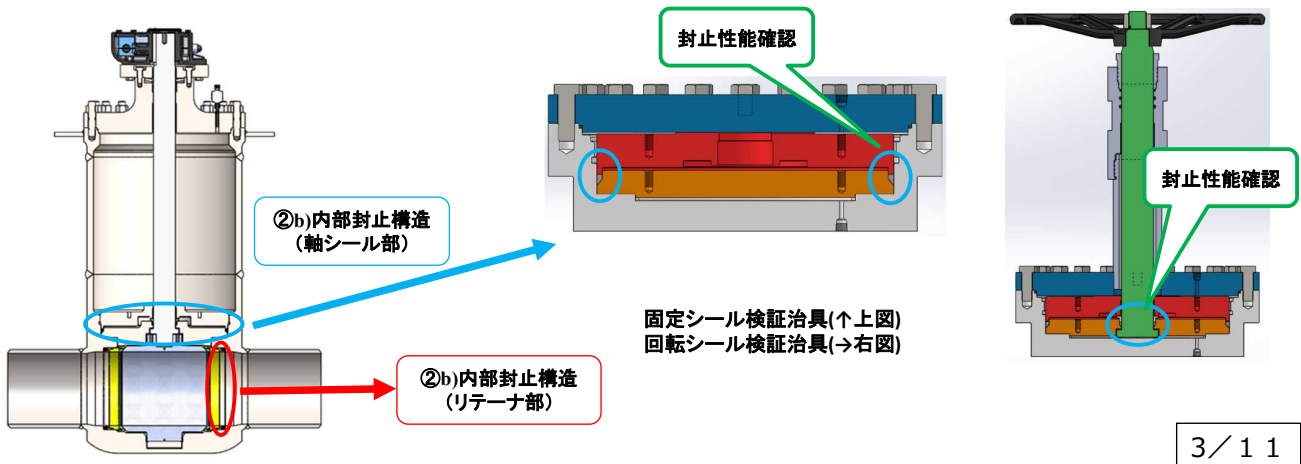 封止性能確認
封止性能確認
②b)内部封止構造
(軸シール部)
固定シール検証治具(↑上図)
回転シール検証治具(→右図)
②b)内部封止構造
(リテーナ部)
3/11